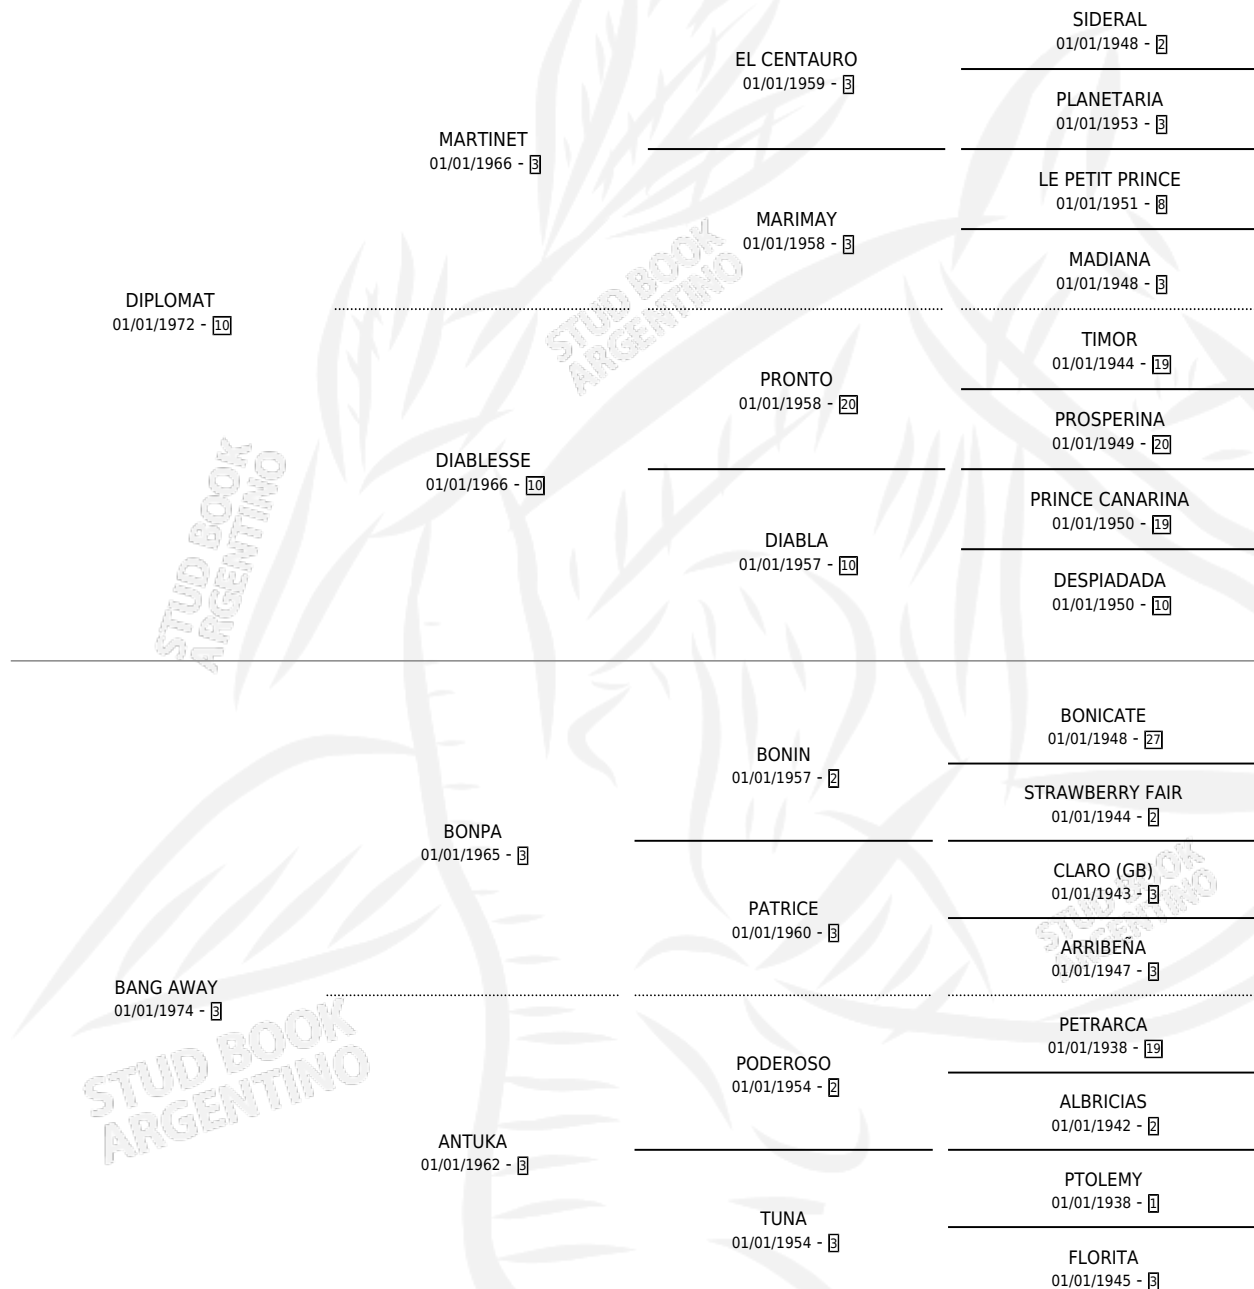 SIDERAL
01/01/1948 - 2
EL CENTAURO
01/01/1959 - 3
PLANETARIA
01/01/1953 - 3
MARTINET
01/01/1966 - 3
LE PETIT PRINCE
01/01/1951 - 8
MARIMAY
01/01/1958 - 3
MADIANA
01/01/1948 - 3
DIPLOMAT
01/01/1972 - 10
TIMOR
01/01/1944 - 19
PRONTO
01/01/1958 - 20
PROSPERINA
01/01/1949 - 20
DIABLESSE
01/01/1966 - 10
PRINCE CANARINA
01/01/1950 - 19
DIABLA
01/01/1957 - 10
DESPIADADA
01/01/1950 - 10
BONICATE
01/01/1948 - 27
BONIN
01/01/1957 - 2
STRAWBERRY FAIR
01/01/1944 - 2
BONPA
01/01/1965 - 3
CLARO (GB)
01/01/1943 - 3
PATRICE
01/01/1960 - 3
ARRIBEÑA
01/01/1947 - 3
BANG AWAY
01/01/1974 - 3
PETRARCA
01/01/1938 - 19
PODEROSO
01/01/1954 - 2
ALBRICIAS
01/01/1942 - 2
ANTUKA
01/01/1962 - 3
PTOLEMY
01/01/1938 - 1
TUNA
01/01/1954 - 3
FLORITA
01/01/1945 - 3
STUD BOOK
ARGENTINO
STUD BOOK
ARGENTINO
STUD BOOK
ARGENTINO
STUD BOOK
ARGENTINO